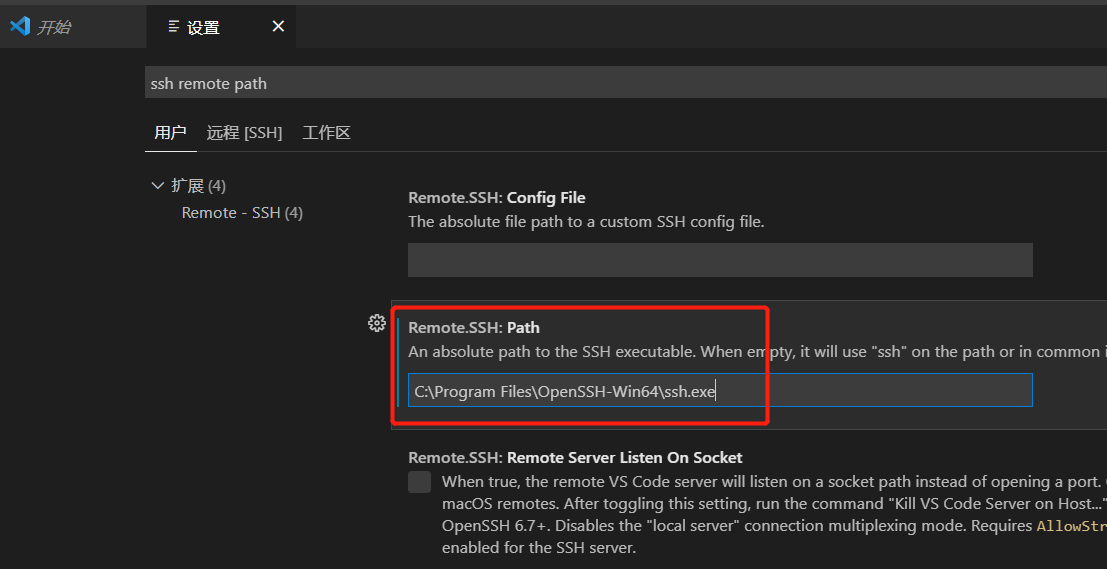 开始
设置
ssh remote path
用户 远程 [SSH] 工作区
扩展 (4)
Remote - SSH (4)
Remote.SSH: Config File
The absolute file path to a custom SSH config file.
Remote.SSH: Path
An absolute path to the SSH executable. When empty, it will use "ssh" on the path or in common
C:\Program Files\OpenSSH-Win64\ssh.exe
Remote.SSH: Remote Server Listen On Socket
When true, the remote VS Code server will listen on a socket path instead of opening a port.
macOS remotes. After toggling this setting, run the command "Kill VS Code Server on Host..."
OpenSSH 6.7+. Disables the "local server" connection multiplexing mode. Requires AllowStr
enabled for the SSH server.